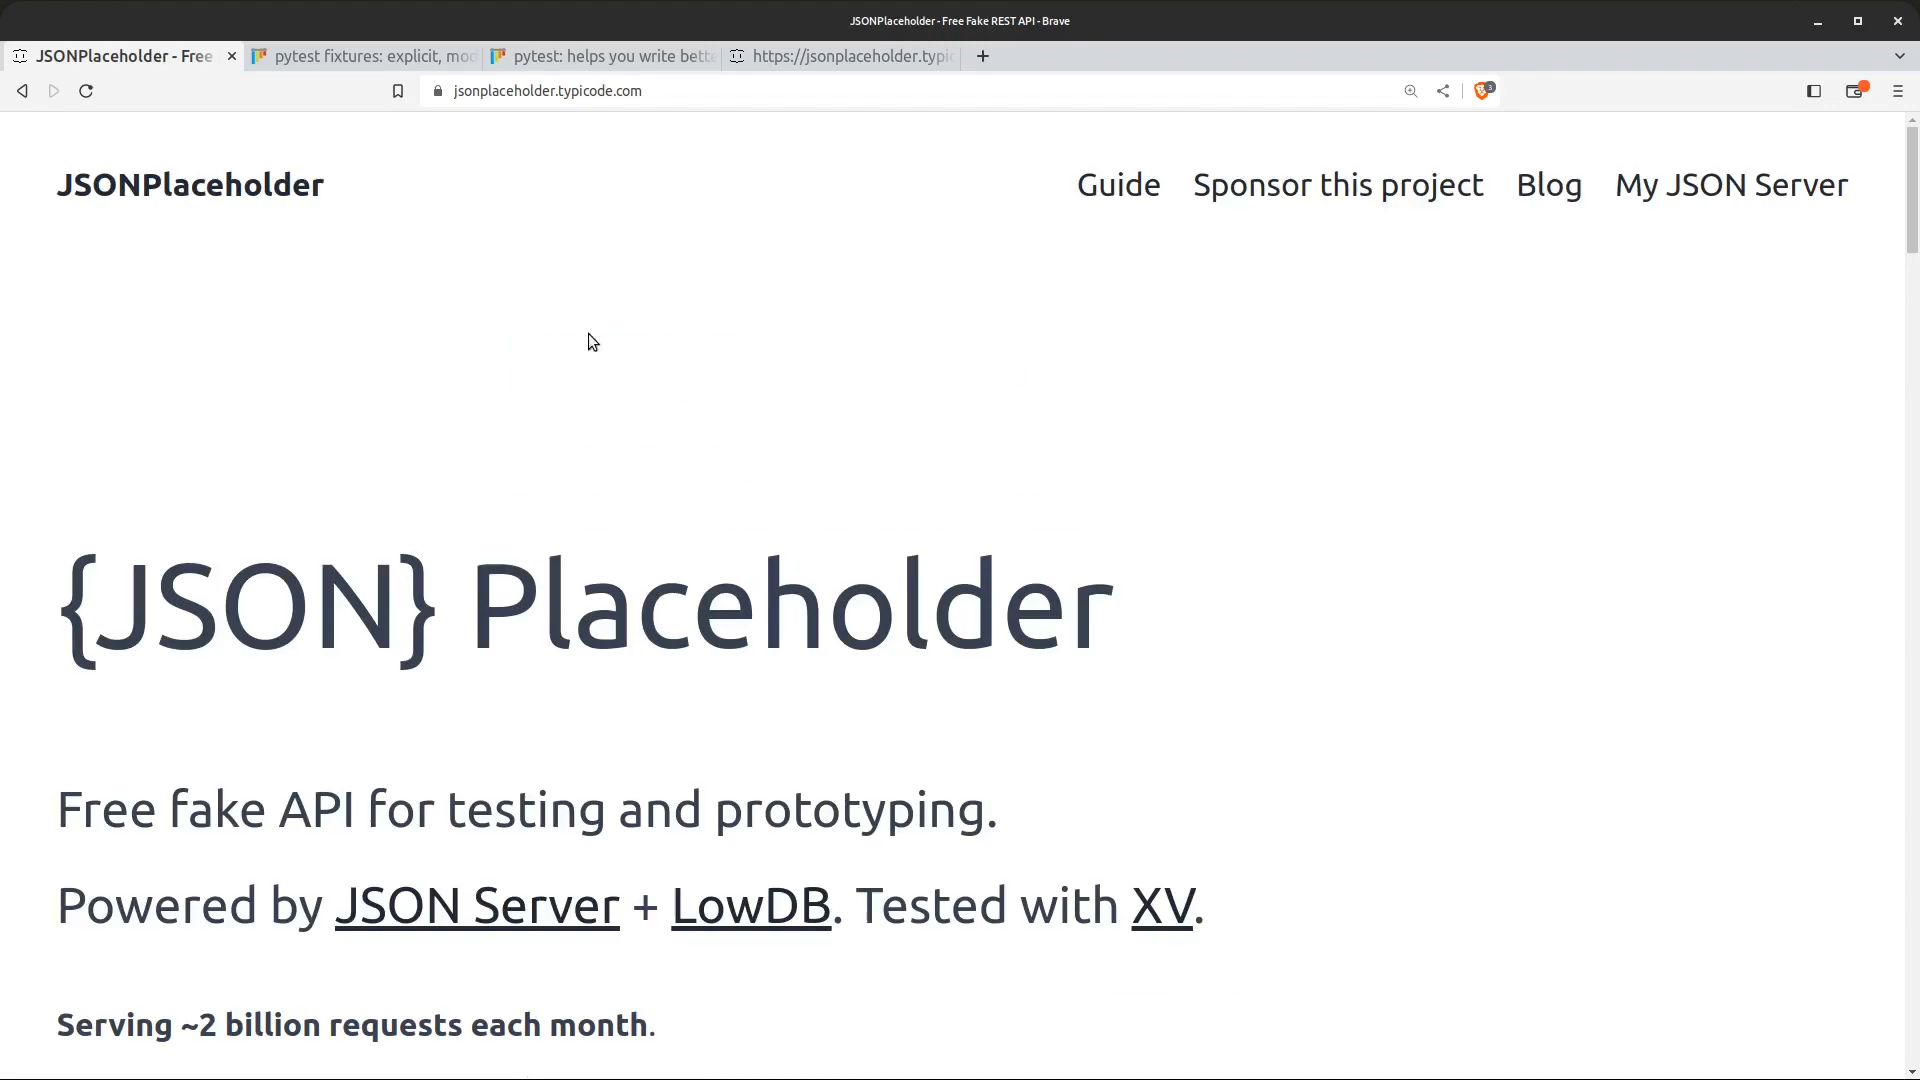 JSONPlaceholder - Free Fake REST API - Brave
JSONPlaceholder - Free
pytest fixtures: explicit, mod
pytest: helps you write bette
https://jsonplaceholder.typic
jsonplaceholder.typicode.com
3
JSONPlaceholder
Guide
Sponsor this project
Blog
My JSON Server
{JSON} Placeholder
Free fake API for testing and prototyping.
Powered by JSON Server + LowDB. Tested with XV.
Serving ~2 billion requests each month.